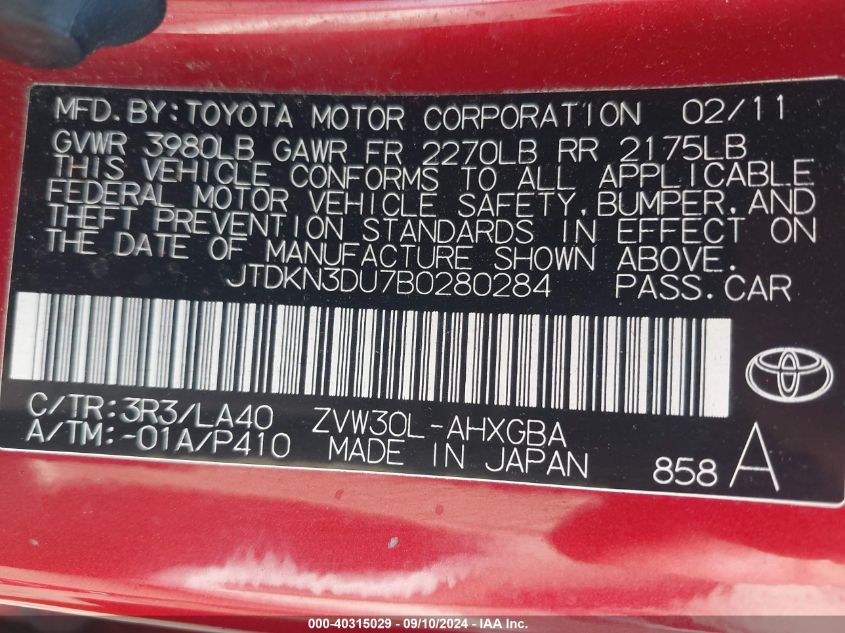 MFD. BY: TOYOTA MOTOR CORPORATION 02/11
GVWR 3980LB GAWR FR 2270LB RR 2175LB
THIS VEHICLE CONFORMS TO ALL APPLICABLE
FEDERAL MOTOR VEHICLE SAFETY, BUMPER, AND
THEFT PREVENTION STANDARDS IN EFFECT ON
THE DATE OF MANUFACTURE SHOWN ABOVE.
JTDKN3DU7B0280284 PASS. CAR
C/TR: 3R3/LA40 ZVW30L-AHXGBA
A/TM: -01A/P410 MADE IN JAPAN 858 A
000-40315029 - 09/10/2024 - IAA Holdings, LLC.